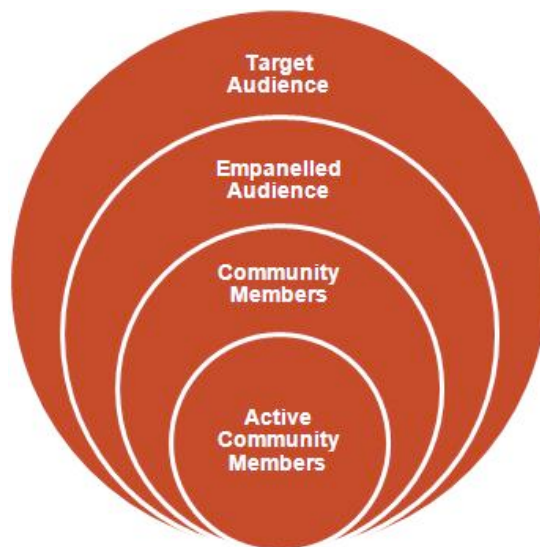 Target
Audience
Empanelled
Audience
Community
Members
Active
Community
Members